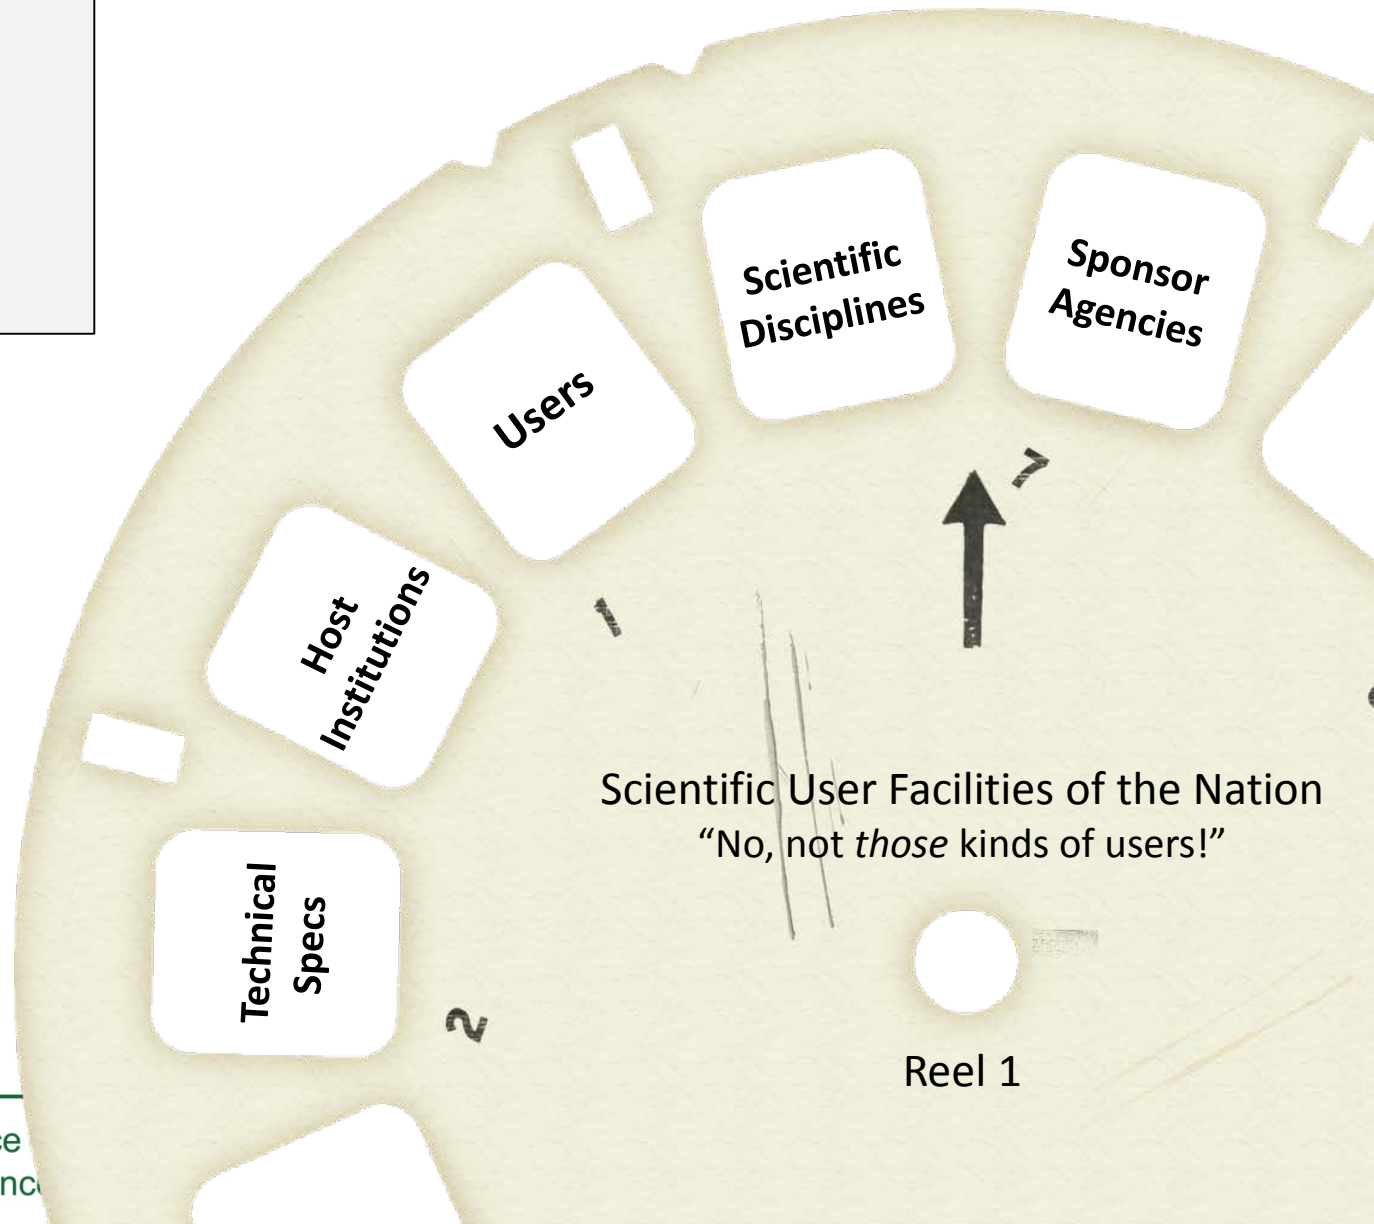 Scientific
Disciplines
Sponsor
Agencies
Users
Host
Institutions
Technical
Specs
7
1
2
Scientific User Facilities of the Nation
“No, not those kinds of users!”
Reel 1